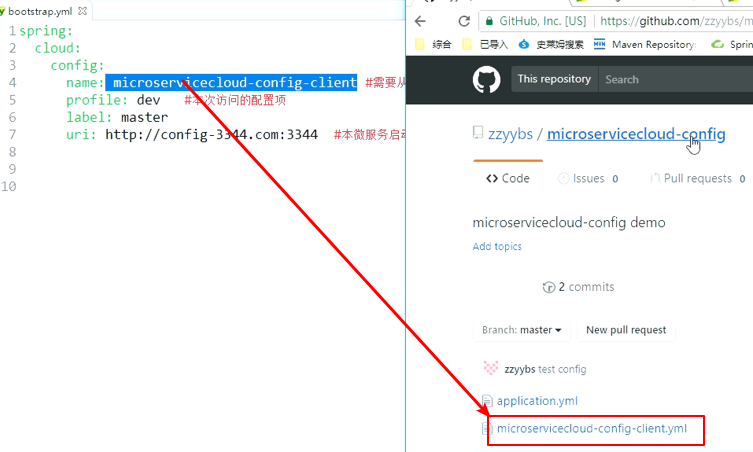 bootstrap.yml
1 spring:
2 cloud:
3 config:
4 name: microservicecloud-config-client #需要从
5 profile: dev #本次访问的配置项
6 label: master
7 uri: http://config-3344.com:3344 #本微服务启动
8
9
10
GitHub, Inc. [US] https://github.com/zzyybs/m
综合 已导入 史莱姆搜索 Maven Repository: Sprin
This repository Search
zzyybs / microservicecloud-config
Code Issues 0 Pull requests 0
microservicecloud-config demo
Add topics
2 commits
Branch: master New pull request
zzyybs test config
application.yml
microservicecloud-config-client.yml